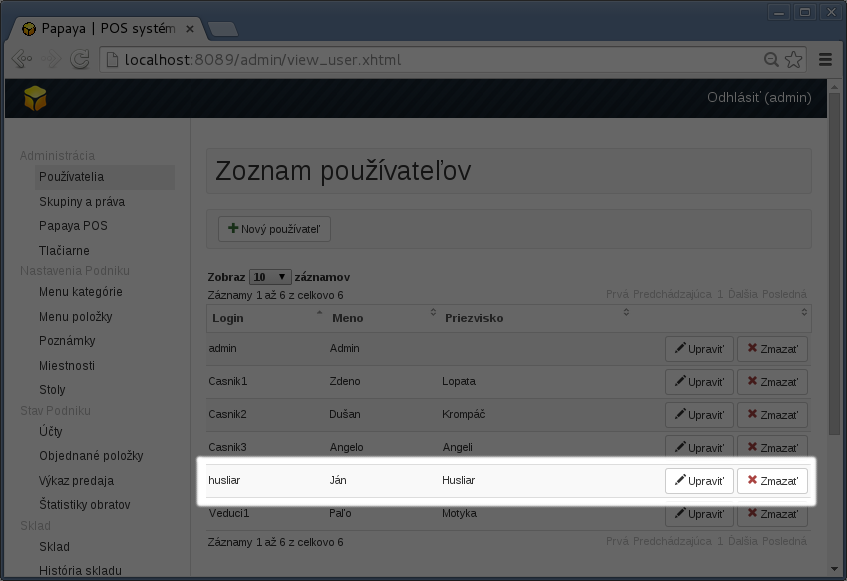 Papaya | POS systém
localhost:8089/admin/view_user.xhtml
Odhlásiť (admin)
Administrácia
Používatelia
Skupiny a práva
Papaya POS
Tlačiarne
Nastavenia Podniku
Menu kategórie
Menu položky
Poznámky
Miestnosti
Stoly
Stav Podniku
Účty
Objednané položky
Výkaz predaja
Štatistiky obratov
Sklad
Sklad
História skladu
Zoznam používateľov
Nový používateľ
Zobraz 10 záznamov
Záznamy 1 až 6 z celkovo 6 Prvá Predchádzajúca 1 Ďalšia Posledná
Login Meno Priezvisko
admin Admin Upraviť Zmazať
Casnik1 Zdeno Lopata Upraviť Zmazať
Casnik2 Dušan Krompáč Upraviť Zmazať
Casnik3 Angelo Angeli Upraviť Zmazať
husliar Ján Husliar Upraviť Zmazať
Veduci1 Paľo Motyka Upraviť Zmazať
Záznamy 1 až 6 z celkovo 6 Prvá Predchádzajúca 1 Ďalšia Posledná